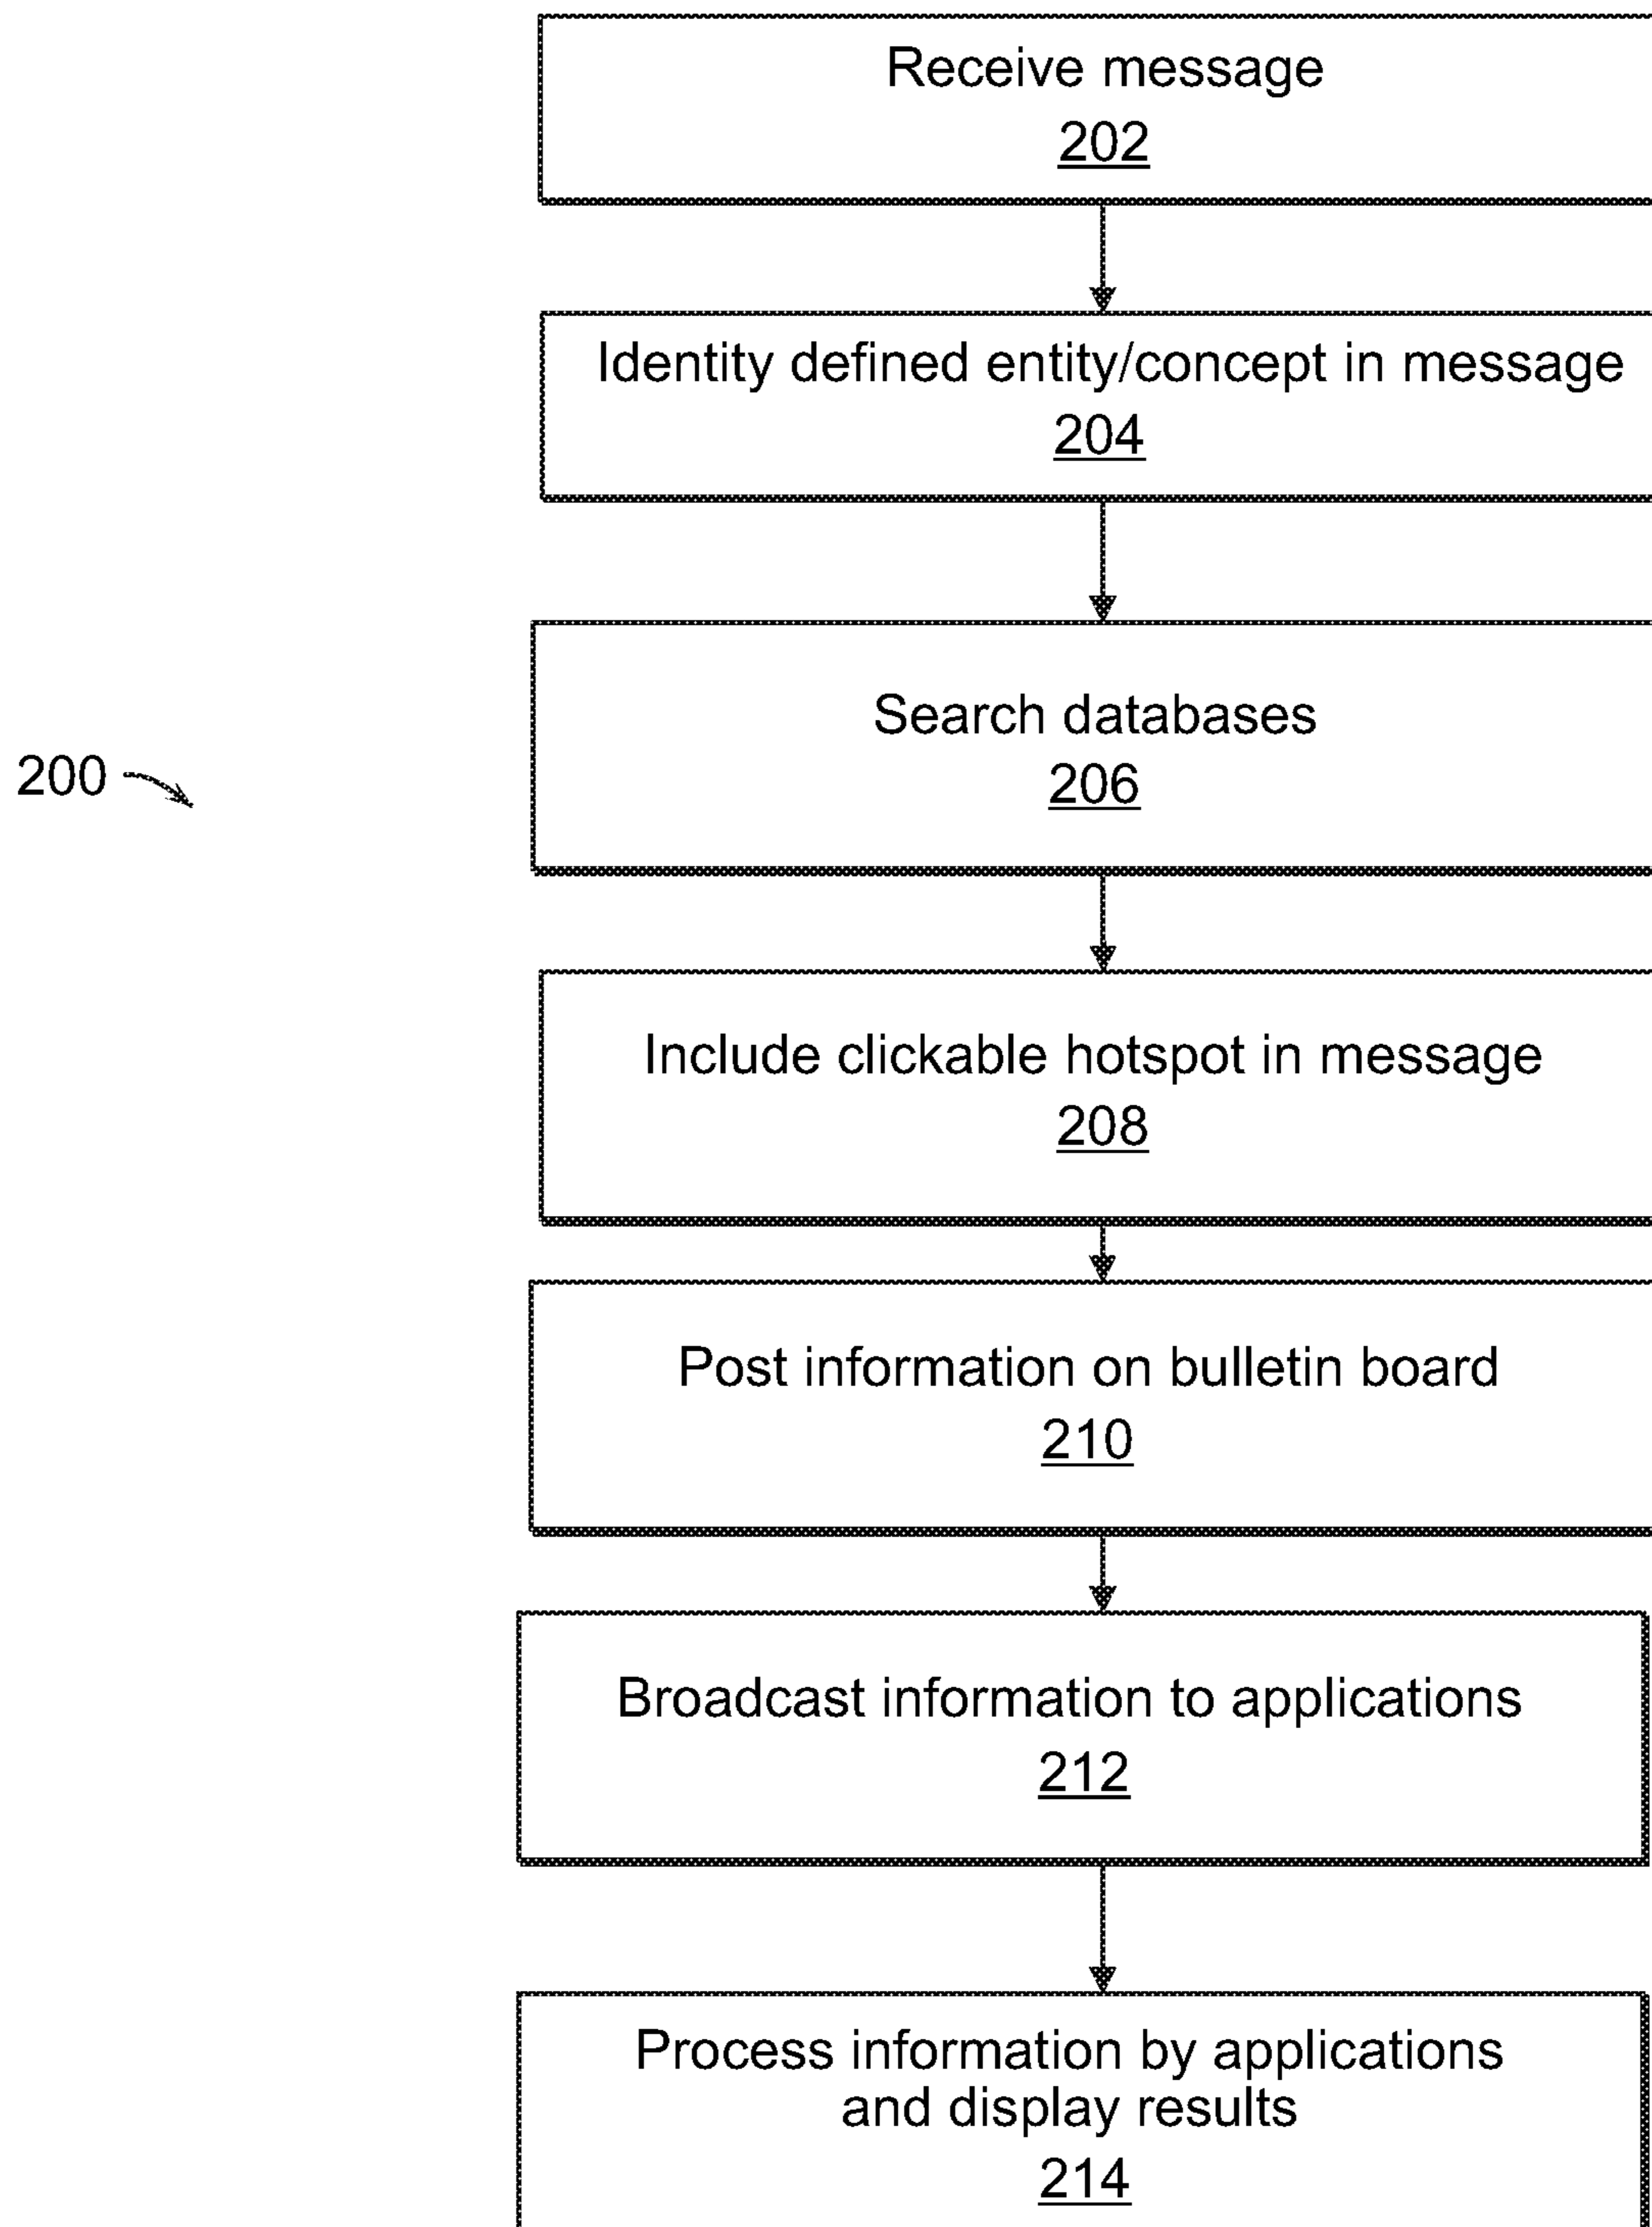 Receive message
202
Identity defined entity/concept in message
204
Search databases
206
200
Include clickable hotspot in message
208
Post information on bulletin board
210
Broadcast information to applications
212
Process information by applications
and display results
214